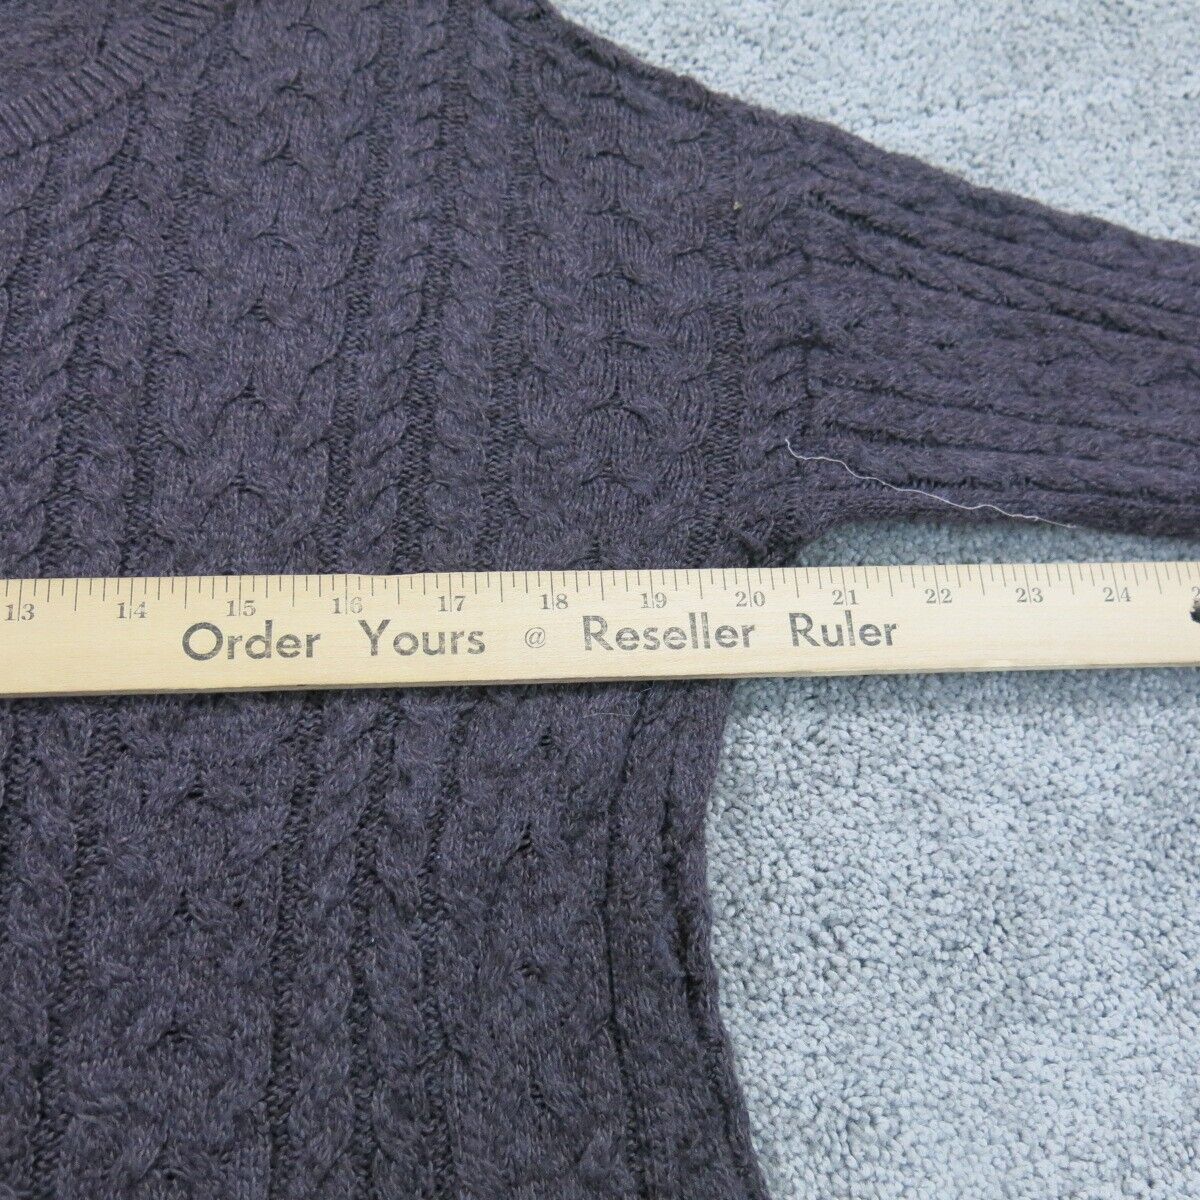 13 14 15 16 17 18 19 20 21 22 23 24
Order Yours @ Reseller Ruler